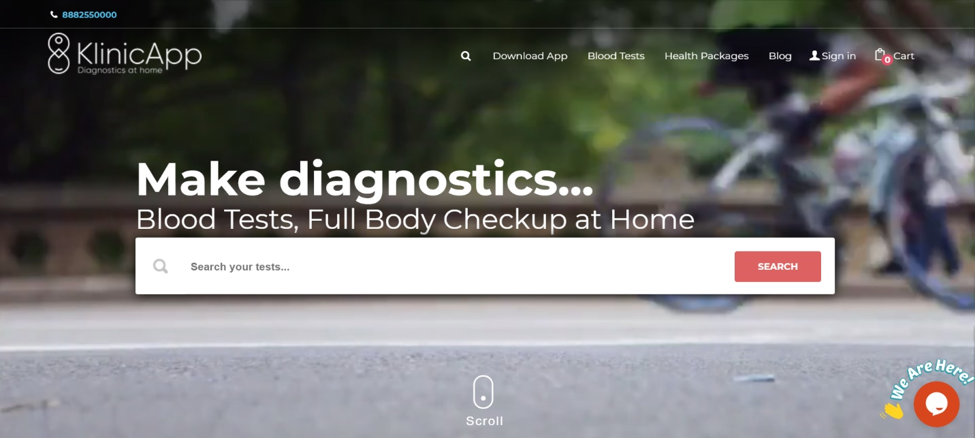 8882550000
KlinicApp
Diagnostics at home
Download App
Blood Tests
Health Packages
Blog
Sign in
0
Cart
Make diagnostics...
Blood Tests, Full Body Checkup at Home
Search your tests...
SEARCH
We Are Here!
Scroll